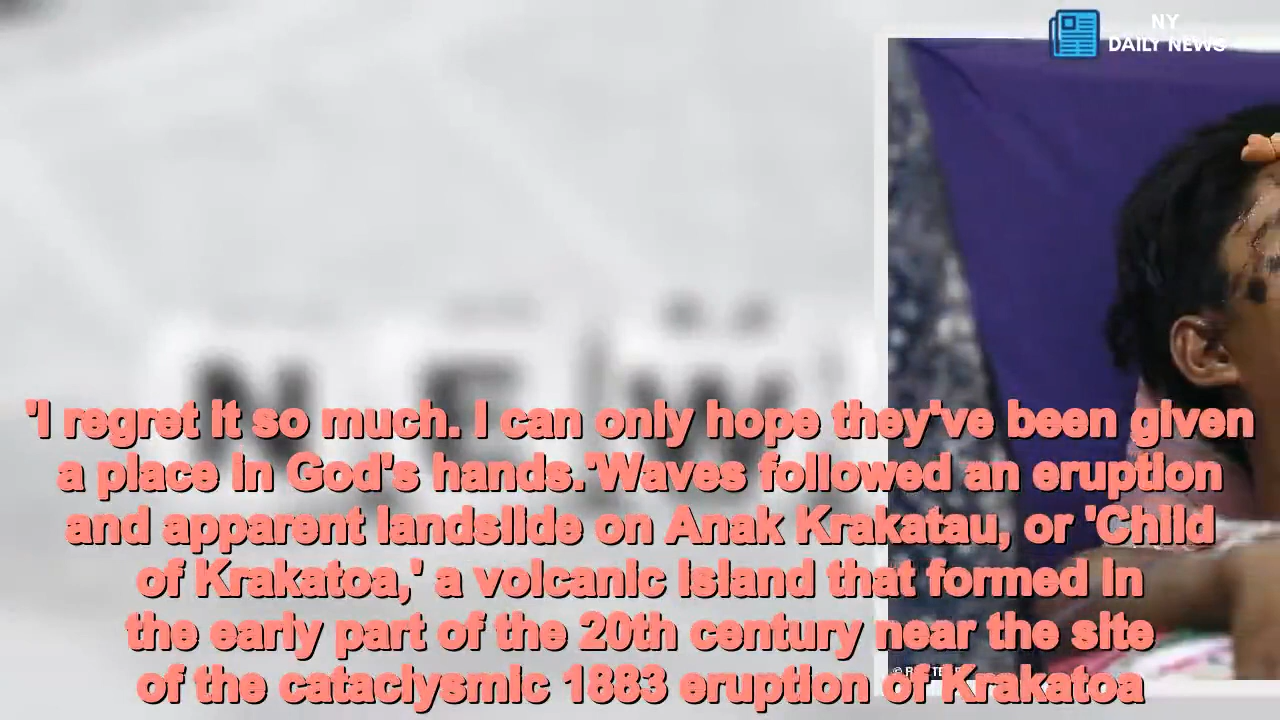 NY
DAILY NEWS
NEW
'I regret it so much. I can only hope they've been given
a place in God's hands.'Waves followed an eruption
and apparent landslide on Anak Krakatau, or 'Child
of Krakatoa,' a volcanic island that formed in
the early part of the 20th century near the site
of the cataclysmic 1883 eruption of Krakatoa